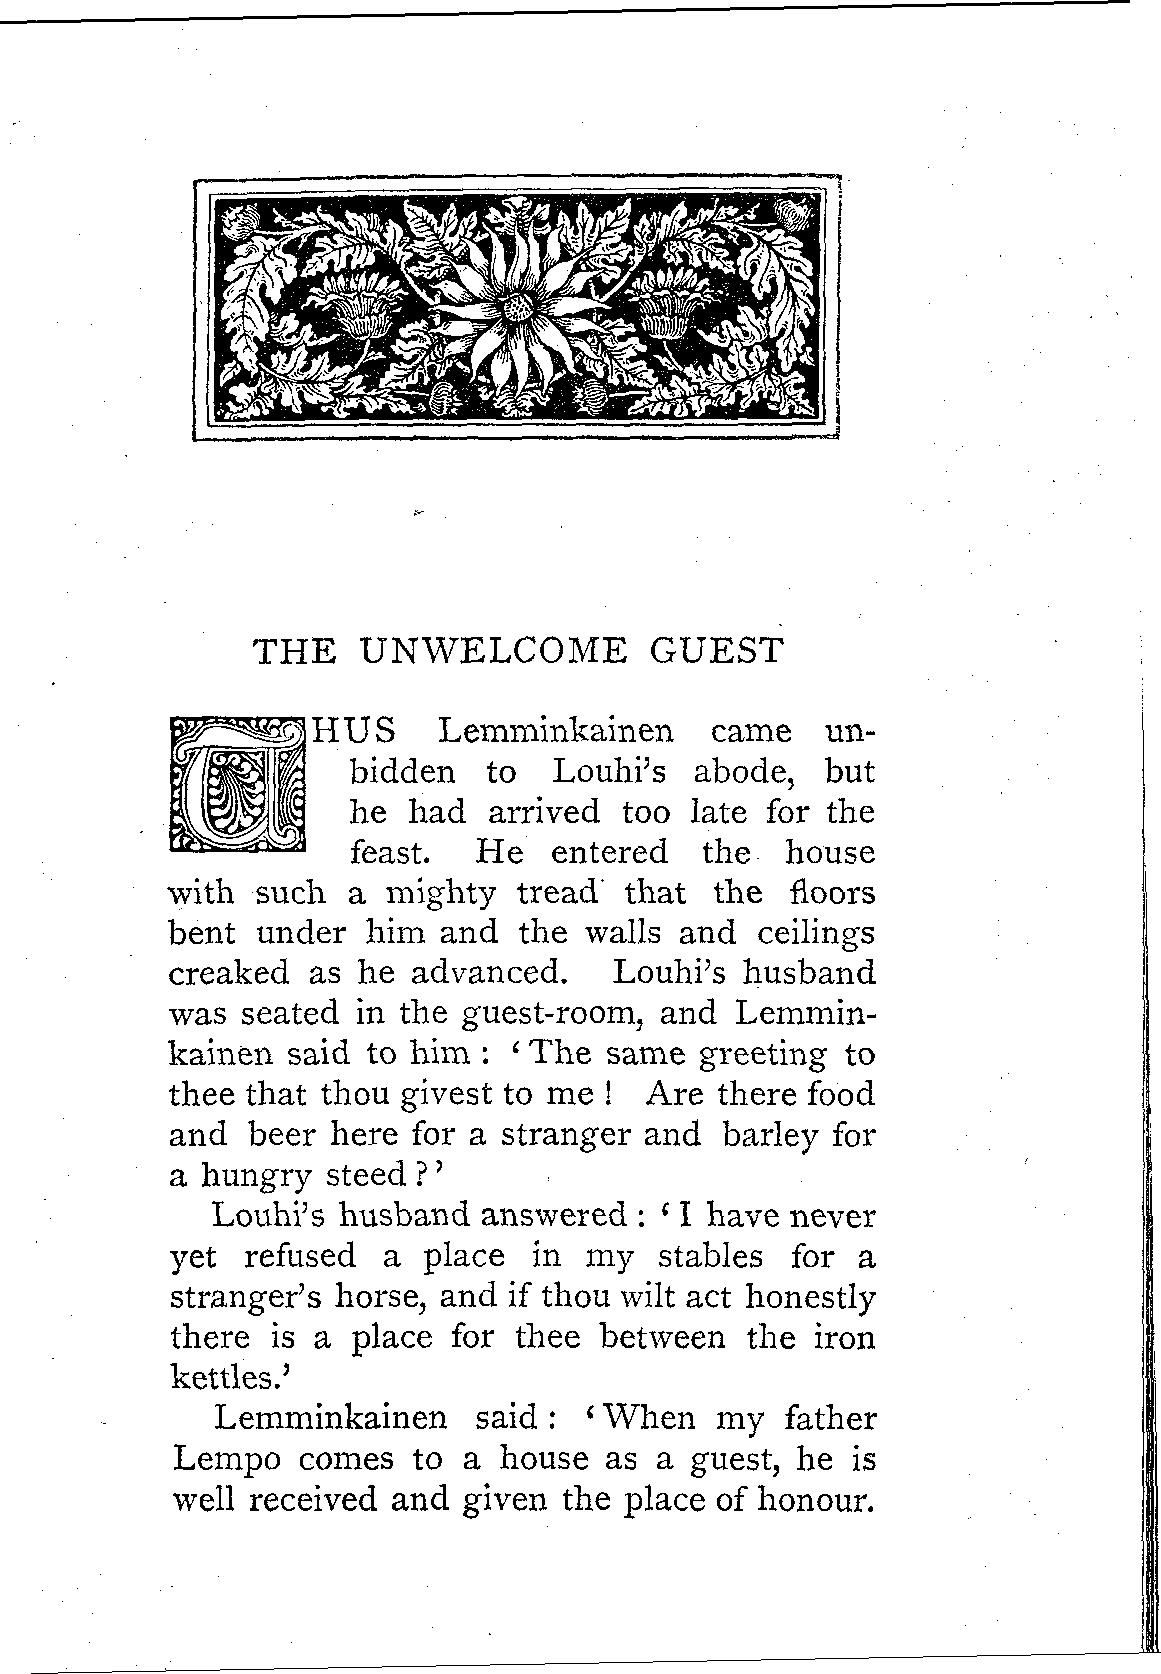 THE UNWELCOME GUEST
THUS Lemminkainen came un-
bidden to Louhi's abode, but
he had arrived too late for the
feast. He entered the house
with such a mighty tread that the floors
bent under him and the walls and ceilings
creaked as he advanced. Louhi's husband
was seated in the guest-room, and Lemmin-
kainen said to him : ‘ The same greeting to
thee that thou givest to me ! Are there food
and beer here for a stranger and barley for
a hungry steed ? ’
Louhi's husband answered : ‘ I have never
yet refused a place in my stables for a
stranger's horse, and if thou wilt act honestly
there is a place for thee between the iron
kettles.’
Lemminkainen said : ‘ When my father
Lempo comes to a house as a guest, he is
well received and given the place of honour.